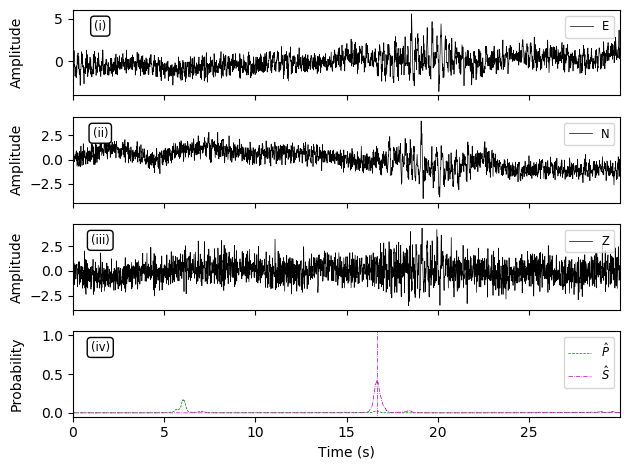 Amplitude
5
0
(i)
E
Amplitude
2.5
0.0
−2.5
(ii)
N
Amplitude
2.5
0.0
−2.5
(iii)
Z
Probability
1.0
0.5
0.0
(iv)
P̂
Ŝ
0 5 10 15 20 25
Time (s)